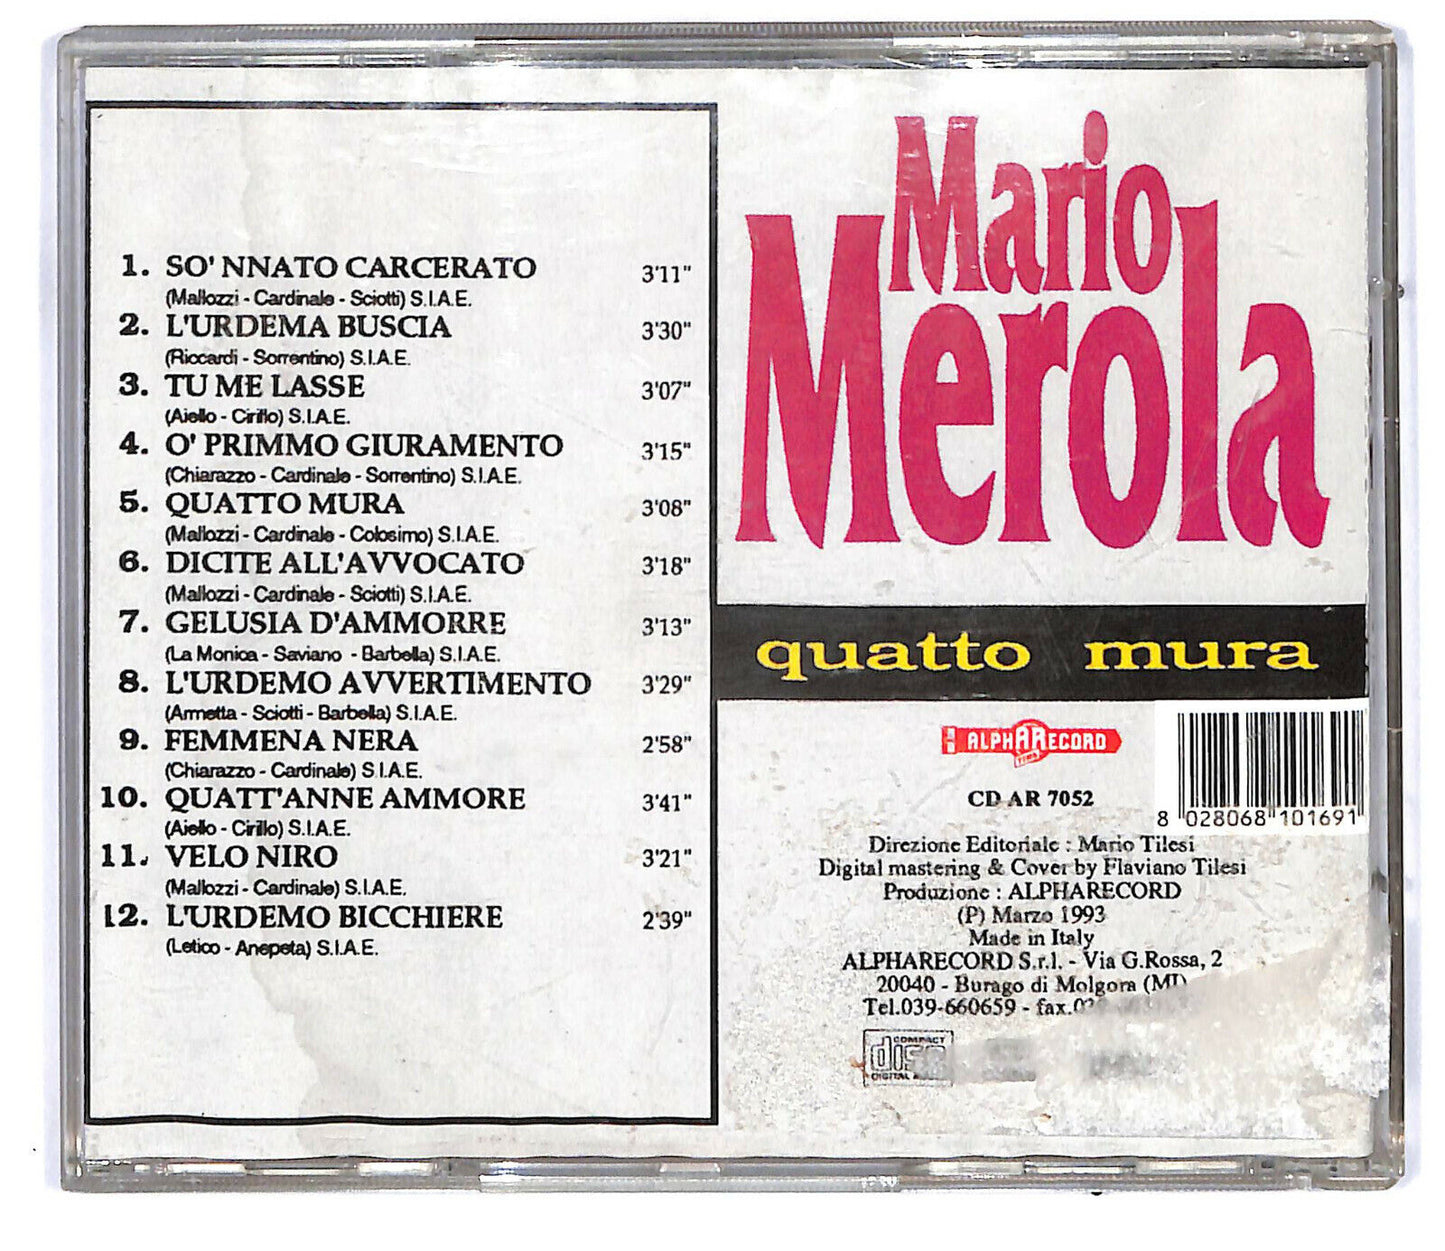 1. SO' NNATO CARCERATO 3'11"
(Mallozzi - Cardinale - Sciotti) S.I.A.E.
2. L'URDEMA BUSCIA 3'30"
(Riccardi - Sorrentino) S.I.A.E.
3. TU ME LASSE 3'07"
(Aiello - Cirillo) S.I.A.E.
4. O' PRIMMO GIURAMENTO 3'15"
(Chiarazzo - Cardinale - Sorrentino) S.I.A.E.
5. QUATTO MURA 3'08"
(Mallozzi - Cardinale - Colosimo) S.I.A.E.
6. DICITE ALL'AVVOCATO 3'18"
(Mallozzi - Cardinale - Sciotti) S.I.A.E.
7. GELUSIA D'AMMORRE 3'13"
(La Monica - Saviano - Barbella) S.I.A.E.
8. L'URDEMO AVVERTIMENTO 3'29"
(Armetta - Sciotti - Barbella) S.I.A.E.
9. FEMMENA NERA 2'58"
(Chiarazzo - Cardinale) S.I.A.E.
10. QUATT'ANNE AMMORE 3'41"
(Aiello - Cirillo) S.I.A.E.
11. VELO NIRO 3'21"
(Mallozzi - Cardinale) S.I.A.E.
12. L'URDEMO BICCHIERE 2'39"
(Letico - Anepeta) S.I.A.E.
Mario
Merola
quatto mura
ALPHARECORD
CD AR 7052
8 028068 101691
Direzione Editoriale : Mario Tilesi
Digital mastering & Cover by Flaviano Tilesi
Produzione : ALPHARECORD
(P) Marzo 1993
Made in Italy
ALPHARECORD S.r.l. - Via G.Rossa, 2
20040 - Burago di Molgora (MI)
Tel.039-660659 - fax.
COMPACT
disc
DIGITAL